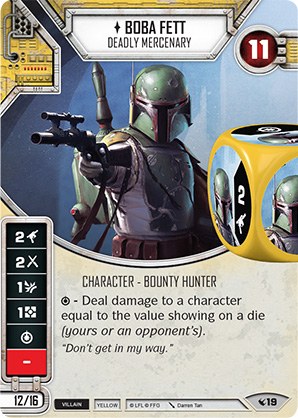 BOBA FETT
DEADLY MERCENARY
11
2
2
2
1
1
-
CHARACTER - BOUNTY HUNTER
- Deal damage to a character
equal to the value showing on a die
(yours or an opponent's).
"Don't get in my way."
12/16
VILLAIN
YELLOW
© LFL © FFG
Darren Tan
19